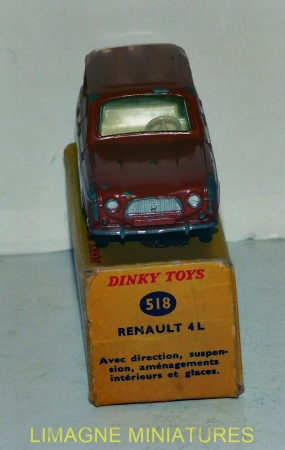 DINKY TOYS
518
RENAULT 4L
Avec direction, suspen-
sion, aménagements
intérieurs et glaces.
LIMAGNE MINIATURES